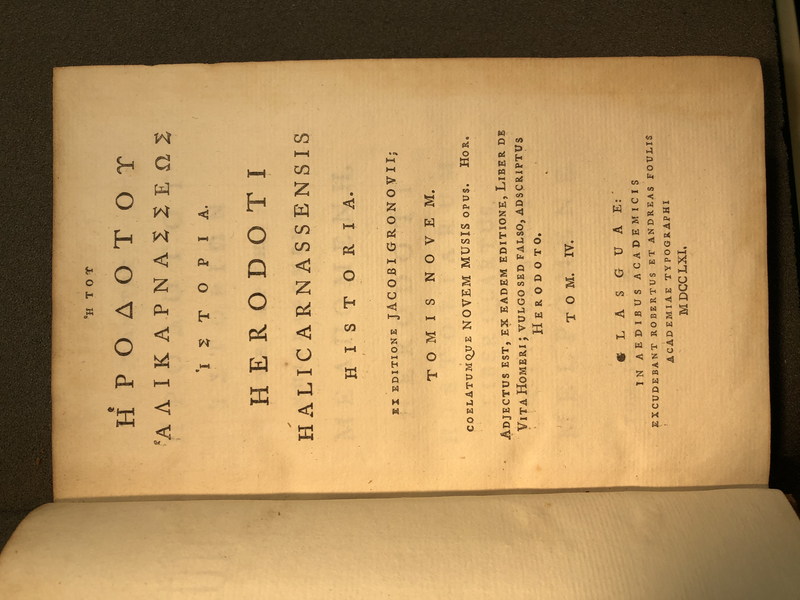 Ἡ ΤΟΥ
ἩΡΟΔΟΤΟΥ
ἉΛΙΚΑΡΝΑΣΣΕΩΣ
ἹΣΤΟΡΙΑ.
HERODOTI
HALICARNASSENSIS
HISTORIA.
EX EDITIONE JACOBI GRONOVII;
TOMIS NOVEM.
COELATUMQUE NOVEM MUSIS OPUS. HOR.
ADJECTUS EST, EX EADEM EDITIONE, LIBER DE
VITA HOMERI; VULGO SED FALSO, ADSCRIPTUS
HERODOTO.
TOM. IV.
GLASGUAE:
IN AEDIBUS ACADEMICIS
EXCUDEBANT ROBERTUS ET ANDREAS FOULIS
ACADEMIAE TYPOGRAPHI
MDCCLXI.